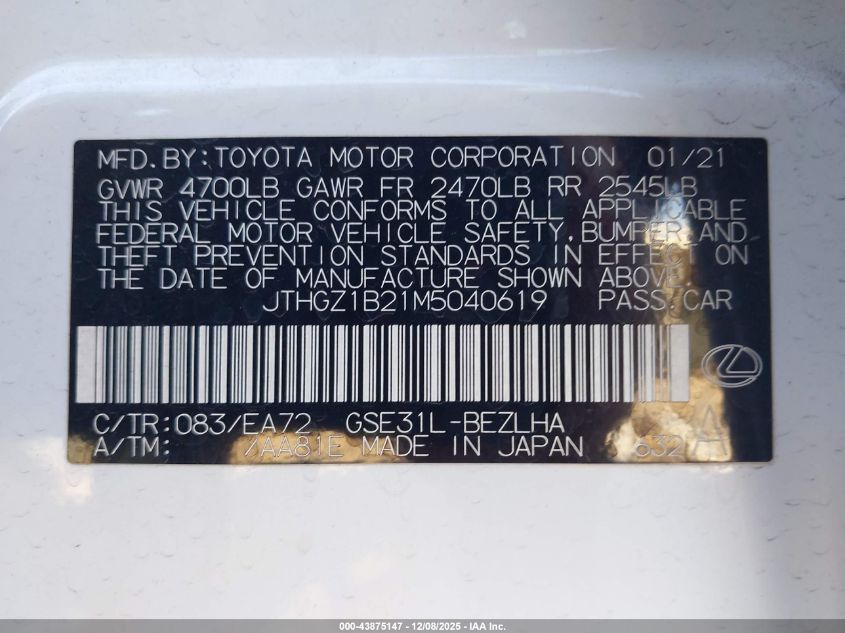 MFD.BY:TOYOTA MOTOR CORPORATION 01/21
GVWR 4700LB GAWR FR 2470LB RR 2545LB
THIS VEHICLE CONFORMS TO ALL APPLICABLE
FEDERAL MOTOR VEHICLE SAFETY,BUMPER,AND
THEFT PREVENTION STANDARDS IN EFFECT ON
THE DATE OF MANUFACTURE SHOWN ABOVE.
JTHGZ1B21M5040619 PASS.CAR
C/TR:083/EA72 GSE31L-BEZLHA
A/TM: /AA81E MADE IN JAPAN 632 A
000-43875147 - 12/08/2025 - IAA Inc.